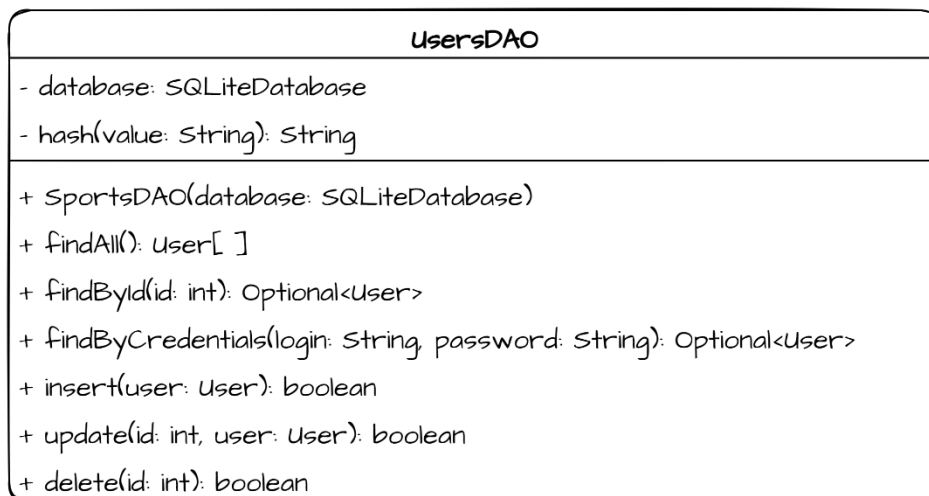 UsersDAO
- database: SQLiteDatabase
- hash(value: String): String
+ SportsDAO(database: SQLiteDatabase)
+ findAll(): User[ ]
+ findById(id: int): Optional<User>
+ findByCredentials(login: String, password: String): Optional<User>
+ insert(user: User): boolean
+ update(id: int, user: User): boolean
+ delete(id: int): boolean